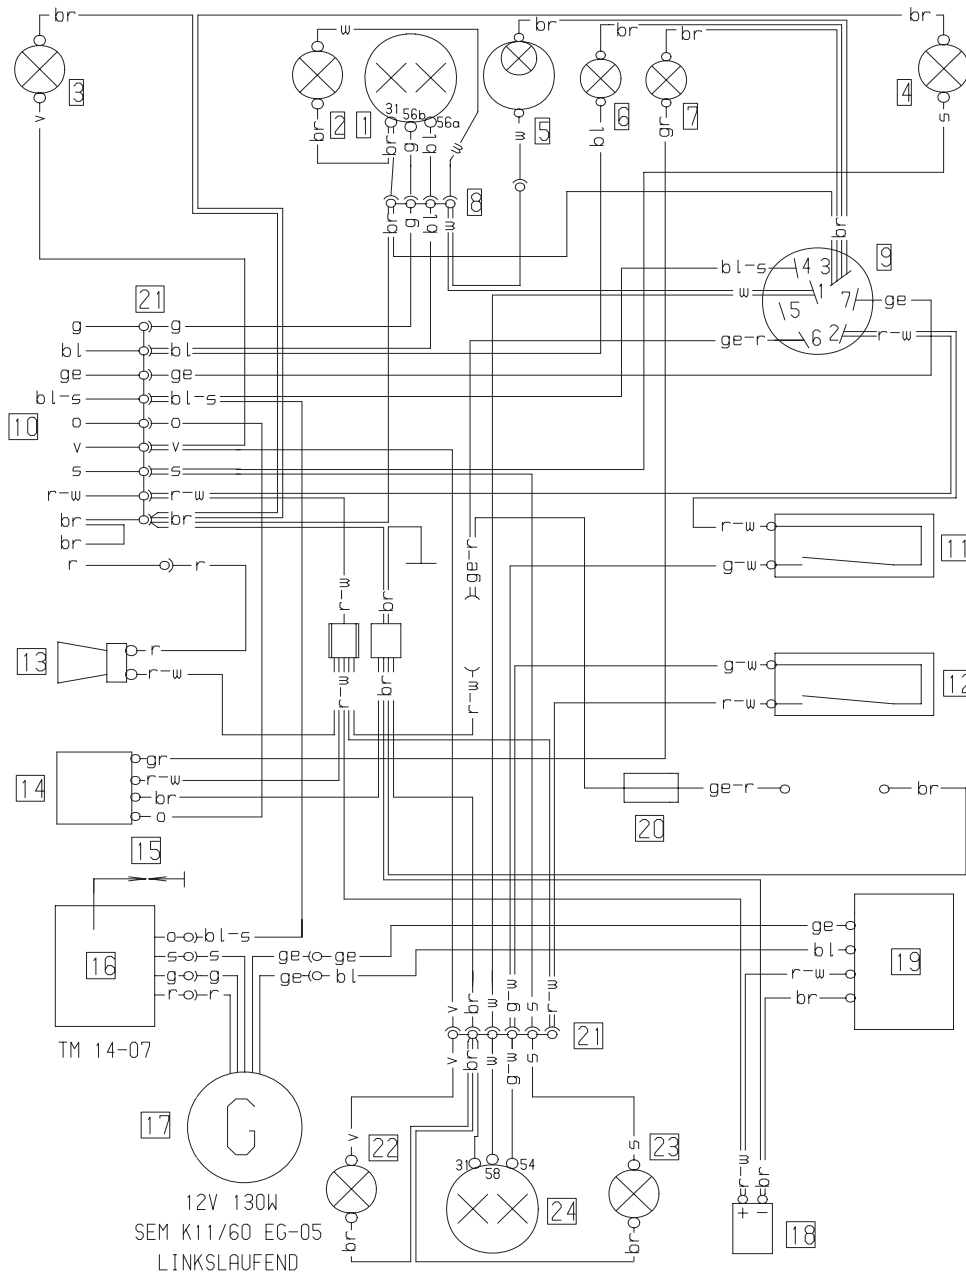 br
br
br
br
br
w
3
2
1
31
56b
56a
5
6
7
4
v
br
br
g
bl
w
w
bl
gr
s
8
br
g
bl
w
br
9
bl-s
4
3
w
1
7
ge
5
ge-r
6
2
r-w
21
g
g
bl
bl
ge
ge
bl-s
bl-s
10
o
o
v
v
s
s
r-w
r-w
br
br
br
r
r
r-w
br
ge-r
r-w
11
g-w
13
r
r-w
r-w
br
r-w
g-w
12
r-w
14
gr
r-w
br
o
ge-r
br
20
15
16
o
bl-s
s
s
g
g
r
r
ge
ge
ge
bl
ge
bl
r-w
br
19
TM 14-07
v
br
w
g-w
s
r-w
21
v
br
w
g-w
s
17
G
22
v
31
58
54
s
23
24
br
br
r-w
br
+
–
18
12V 130W
SEM K11/60 EG-05
LINKSLAUFEND